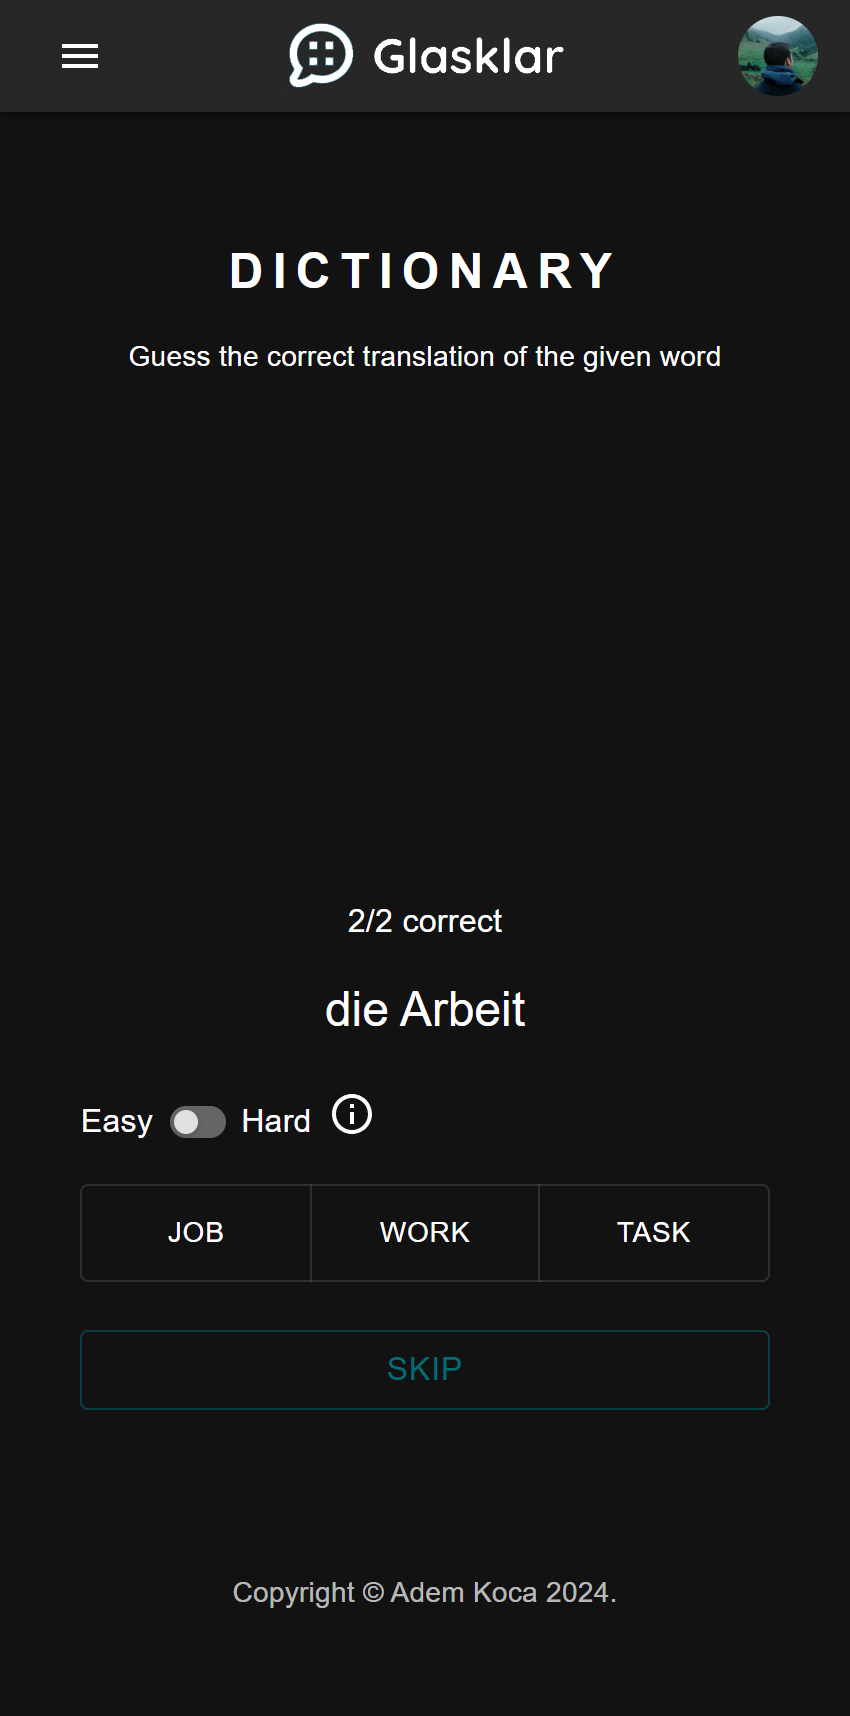 Glasklar
DICTIONARY
Guess the correct translation of the given word
2/2 correct
die Arbeit
Easy Hard
JOB WORK TASK
SKIP
Copyright © Adem Koca 2024.